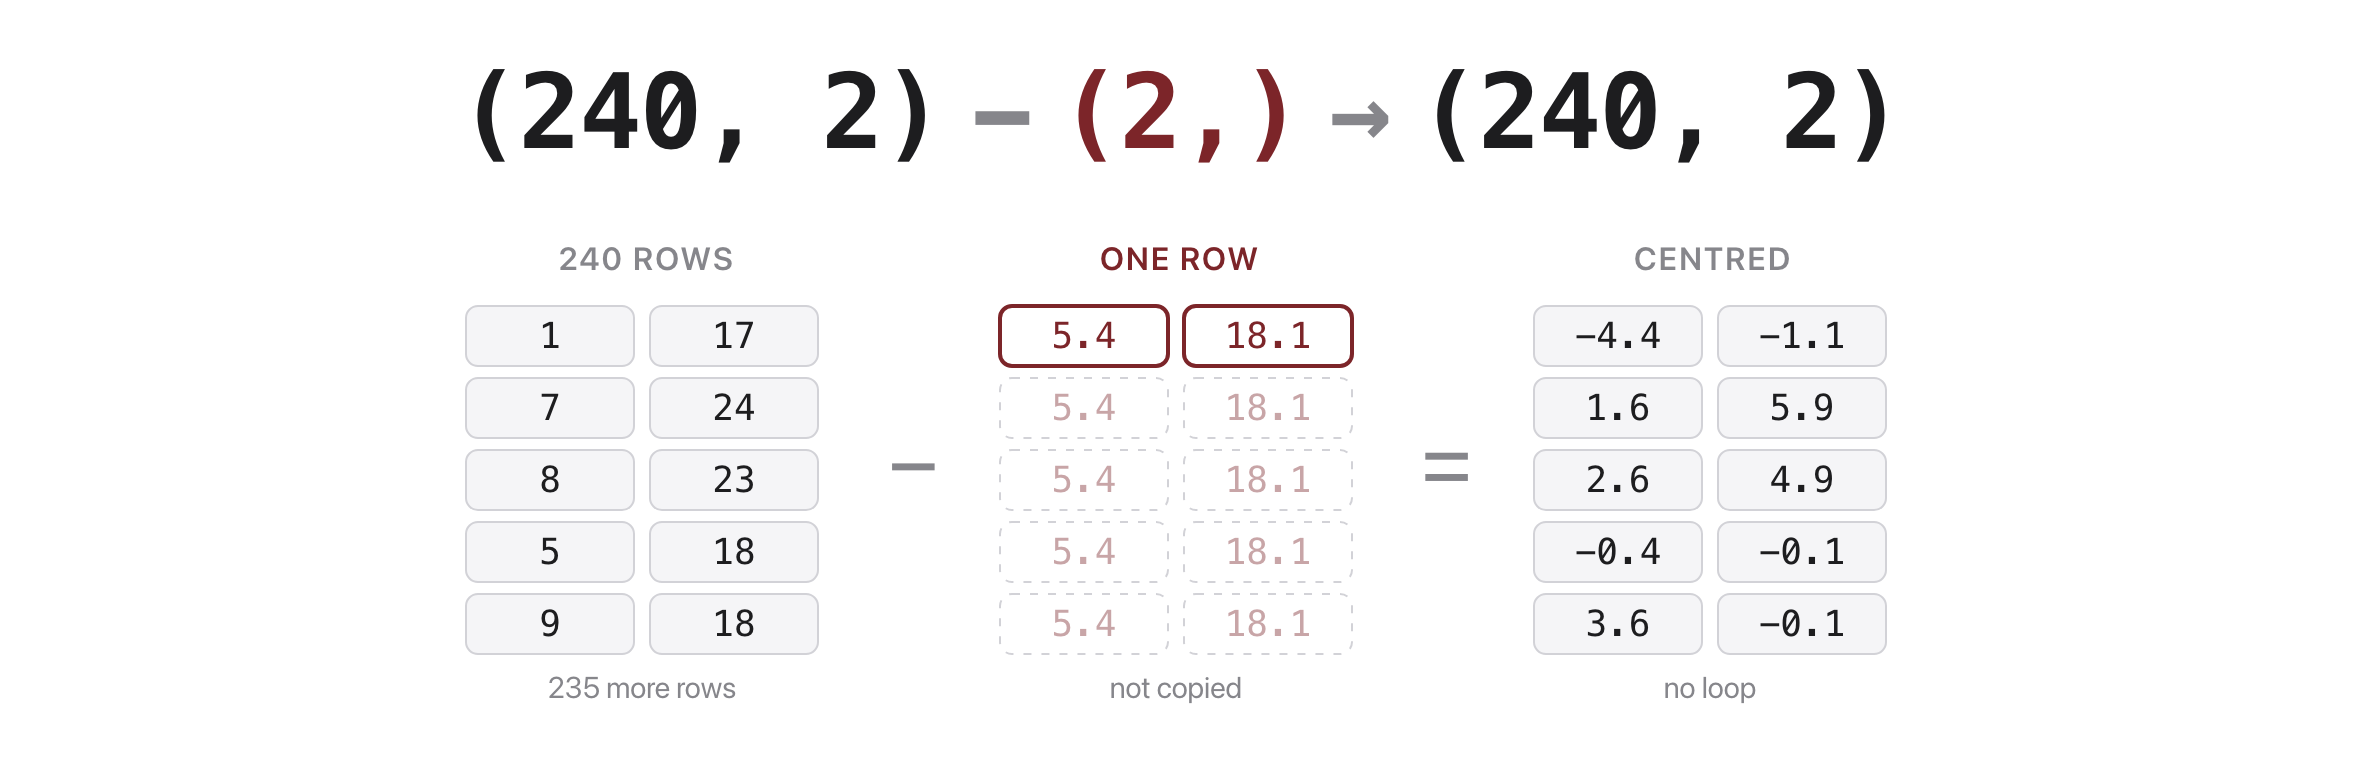 (240, 2) − (2,) → (240, 2)
240 ROWS ONE ROW CENTRED
1 17 5.4 18.1 −4.4 −1.1
7 24 5.4 18.1 1.6 5.9
8 23 5.4 18.1 2.6 4.9
− =
5 18 5.4 18.1 −0.4 −0.1
9 18 5.4 18.1 3.6 −0.1
235 more rows not copied no loop